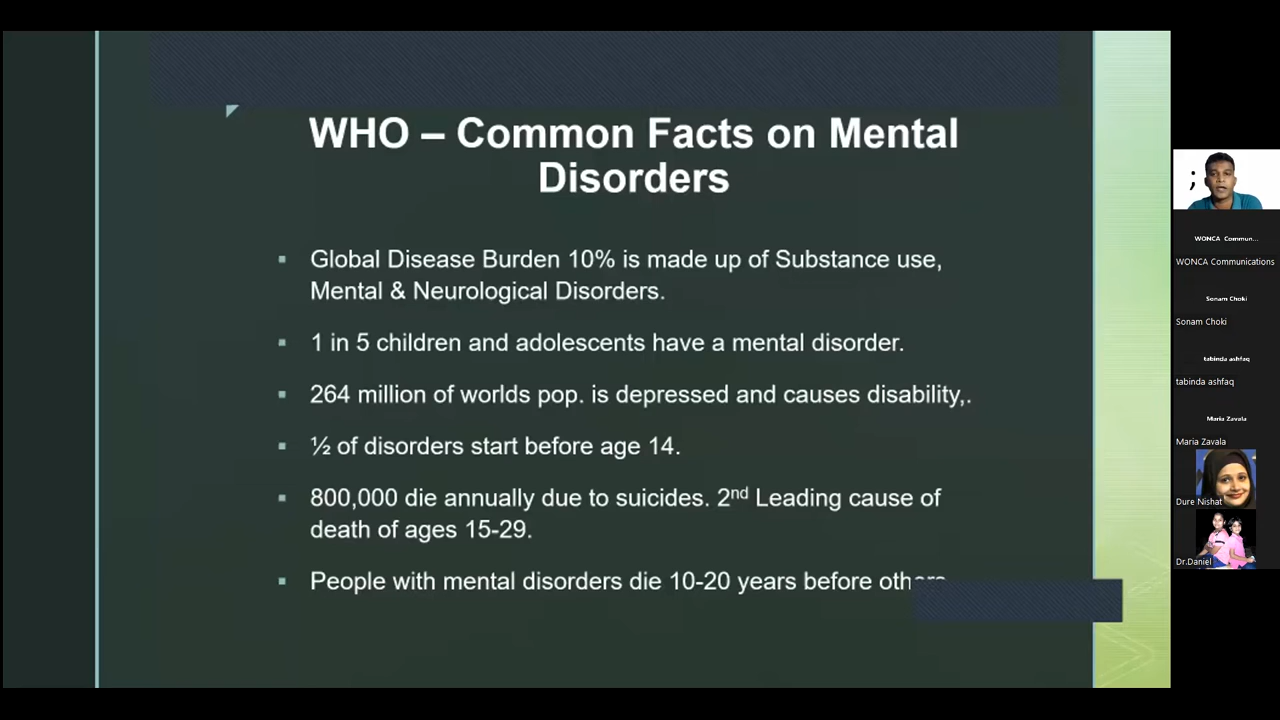 WHO – Common Facts on Mental
Disorders
▪ Global Disease Burden 10% is made up of Substance use,
Mental & Neurological Disorders.
▪ 1 in 5 children and adolescents have a mental disorder.
▪ 264 million of worlds pop. is depressed and causes disability,.
▪ ½ of disorders start before age 14.
▪ 800,000 die annually due to suicides. 2nd Leading cause of
death of ages 15-29.
▪ People with mental disorders die 10-20 years before others
;
WONCA Commun...
WONCA Communications
Sonam Choki
Sonam Choki
tabinda ashfaq
tabinda ashfaq
Maria Zavala
Maria Zavala
Dure Nishat
Dr.Daniel